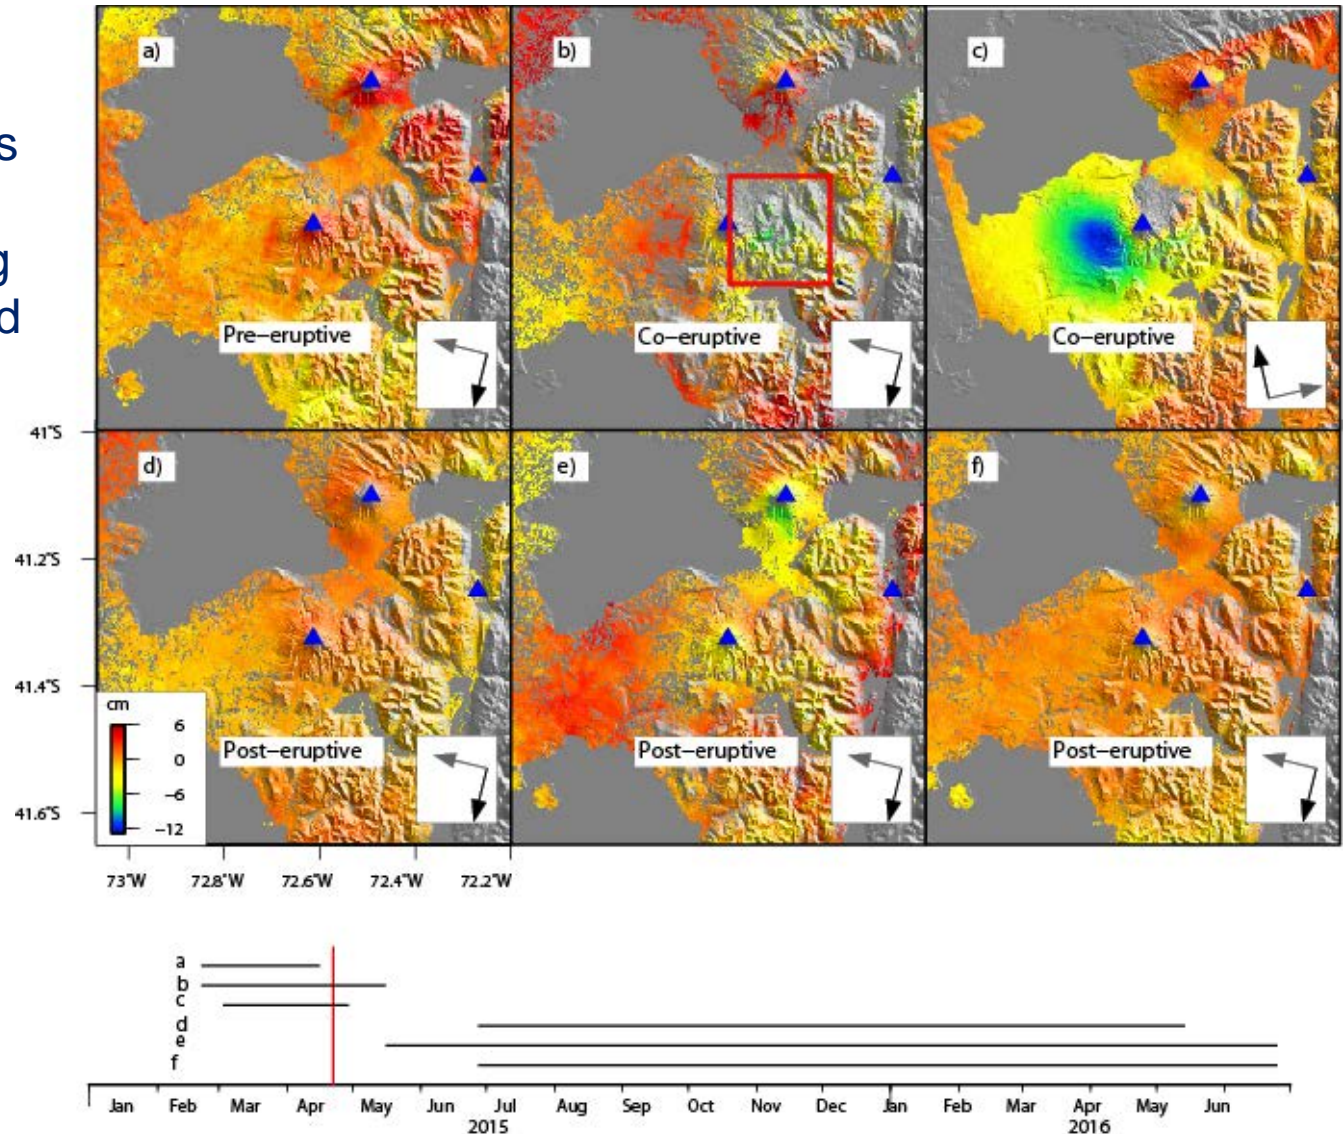 s
g
d
a)
b)
c)
Pre–eruptive
Co–eruptive
Co–eruptive
41°S
d)
e)
f)
41.2°S
41.4°S
cm
6
0
–6
–12
Post–eruptive
Post–eruptive
Post–eruptive
41.6°S
73°W 72.8°W 72.6°W 72.4°W 72.2°W
a
b
c
d
e
f
Jan Feb Mar Apr May Jun Jul Aug Sep Oct Nov Dec Jan Feb Mar Apr May Jun
2015 2016